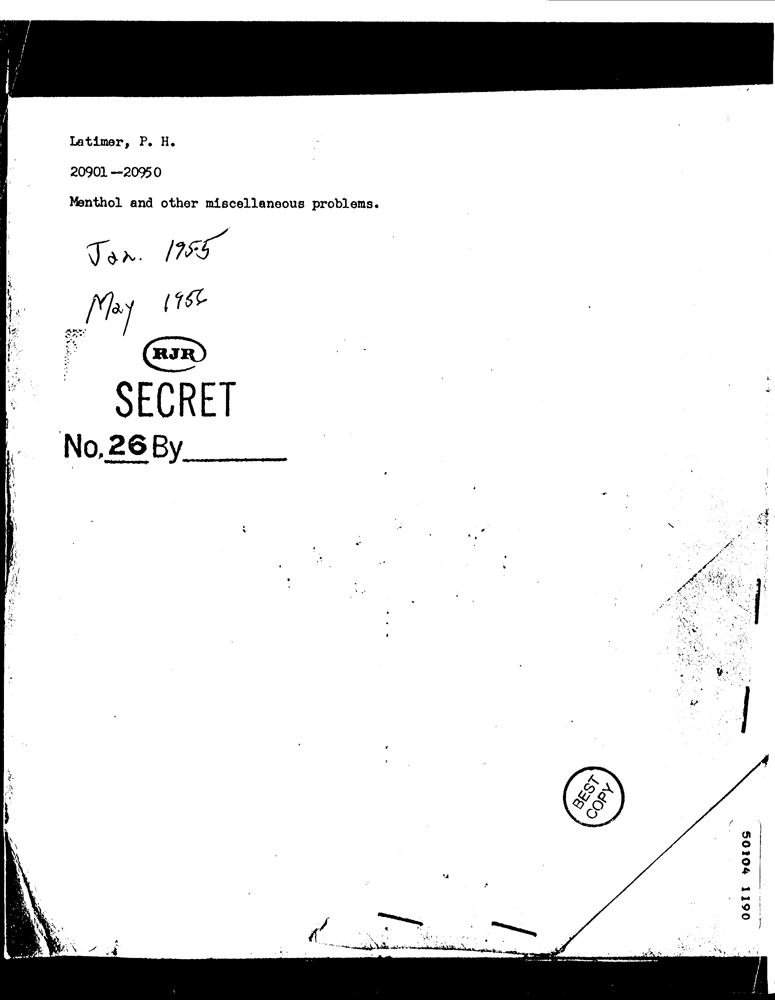 Latimer, P. H.
20901—20950
Menthol and other miscellaneous problems.
Jan. 1955
May 1956
RJR
SECRET
No. 26 By
BEST
COPY
50104 1190